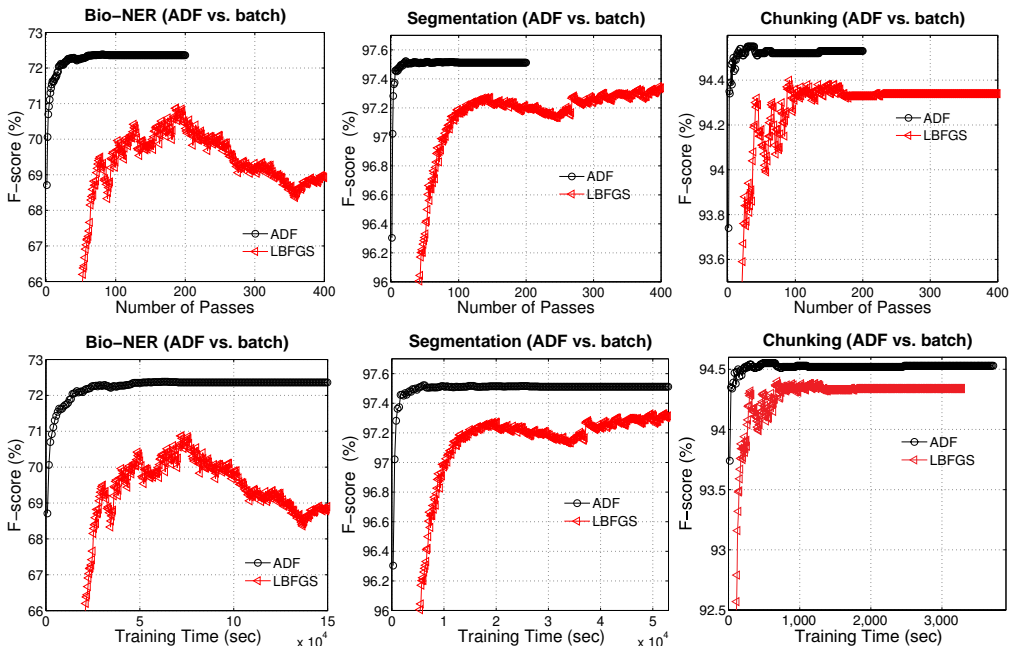 Bio−NER (ADF vs. batch)
F−score (%)
73
72
71
70
69
68
67
66
0
100
200
300
400
Number of Passes
ADF
LBFGS
Segmentation (ADF vs. batch)
F−score (%)
97.6
97.4
97.2
97
96.8
96.6
96.4
96.2
96
0
100
200
300
400
Number of Passes
ADF
LBFGS
Chunking (ADF vs. batch)
F−score (%)
94.4
94.2
94
93.8
93.6
0
100
200
300
400
Number of Passes
ADF
LBFGS
Bio−NER (ADF vs. batch)
F−score (%)
73
72
71
70
69
68
67
66
0
5
10
15
x 10^4
Training Time (sec)
ADF
LBFGS
Segmentation (ADF vs. batch)
F−score (%)
97.6
97.4
97.2
97
96.8
96.6
96.4
96.2
96
0
1
2
3
4
5
x 10^4
Training Time (sec)
ADF
LBFGS
Chunking (ADF vs. batch)
F−score (%)
94.5
94
93.5
93
92.5
0
1,000
2,000
3,000
Training Time (sec)
ADF
LBFGS